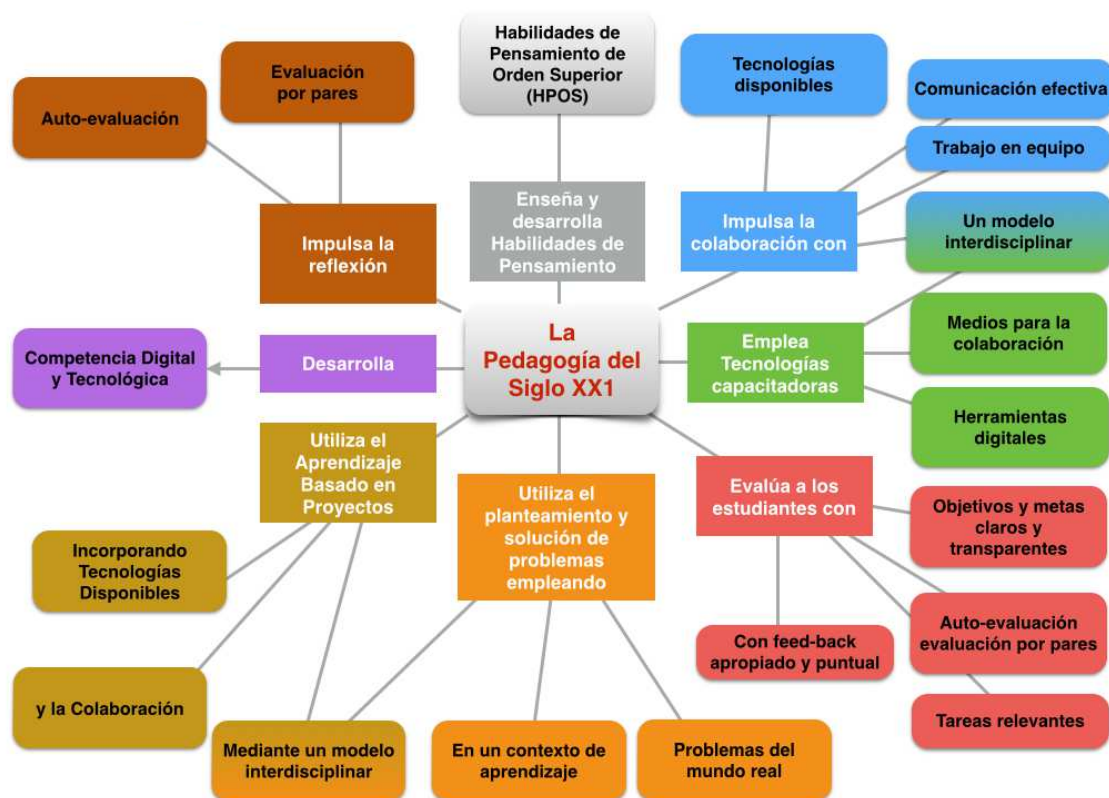 Habilidades de
Pensamiento de
Orden Superior
(HPOS)
Evaluación
por pares
Auto-evaluación
Tecnologías
disponibles
Comunicación efectiva
Trabajo en equipo
Impulsa la
reflexión
Enseña y
desarrolla
Habilidades de
Pensamiento
Impulsa la
colaboración con
Un modelo
interdisciplinar
La
Pedagogía del
Siglo XX1
Competencia Digital
y Tecnológica
Desarrolla
Emplea
Tecnologías
capacitadoras
Medios para la
colaboración
Herramientas
digitales
Utiliza el
Aprendizaje
Basado en
Proyectos
Utiliza el
planteamiento y
solución de
problemas
empleando
Evalúa a los
estudiantes con
Objetivos y metas
claros y
transparentes
Incorporando
Tecnologías
Disponibles
Con feed-back
apropiado y puntual
Auto-evaluación
evaluación por pares
y la Colaboración
Tareas relevantes
Mediante un modelo
interdisciplinar
En un contexto de
aprendizaje
Problemas del
mundo real